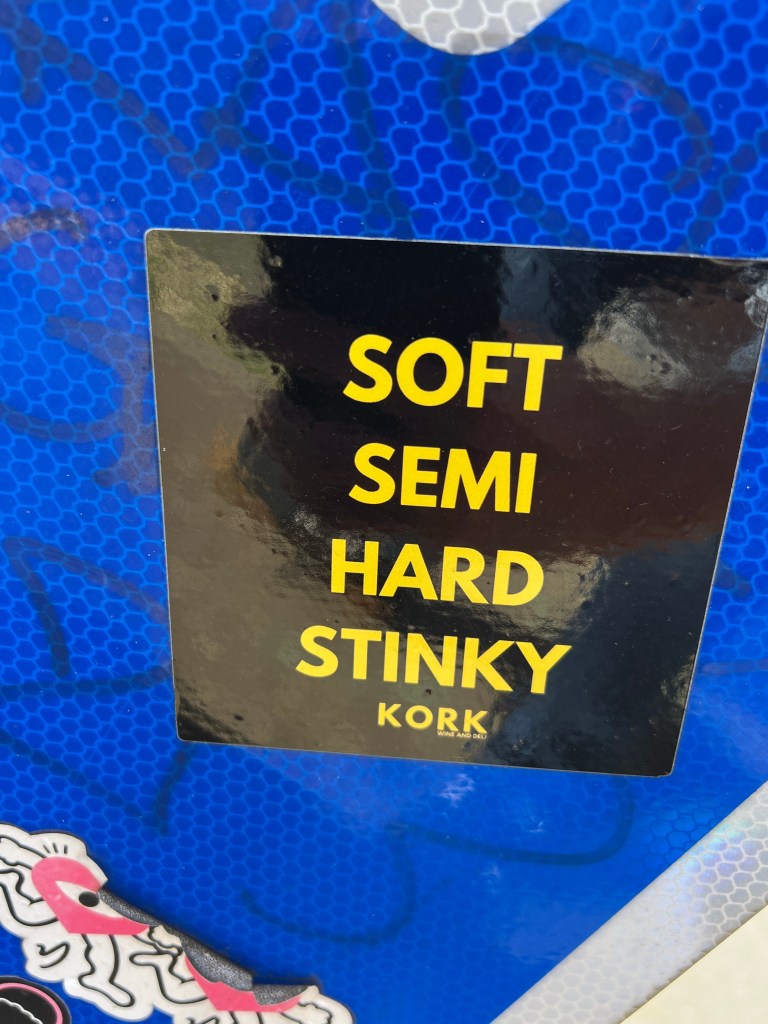 SOFT
SEMI
HARD
STINKY
KORK
WINE AND DELI